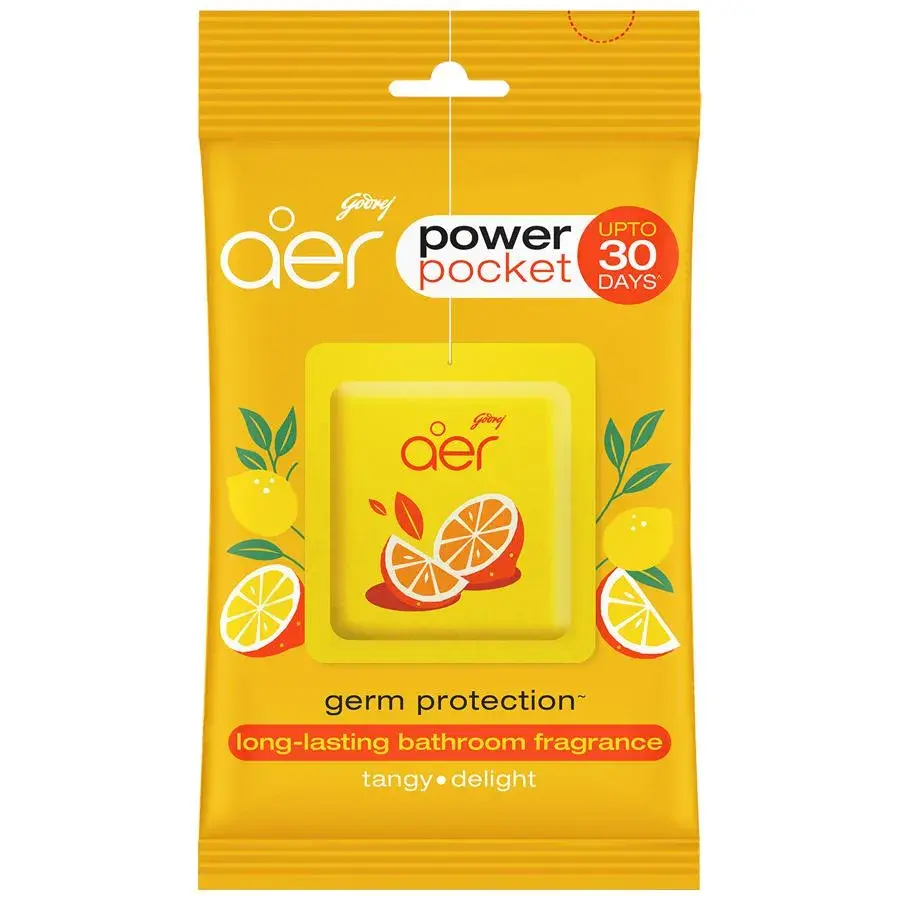 Godrej
aer
power
pocket
UPTO
30
DAYS^
Godrej
aer
germ protection~
long-lasting bathroom fragrance
tangy • delight